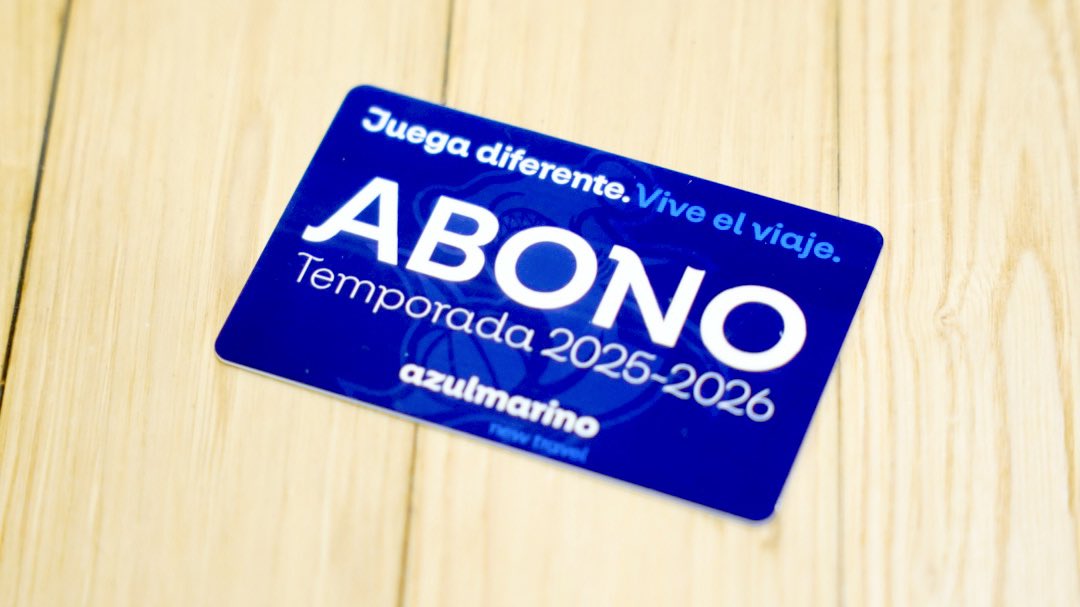 Juega diferente. Vive el viaje.
ABONO
Temporada 2025-2026
azulmarino
new travel